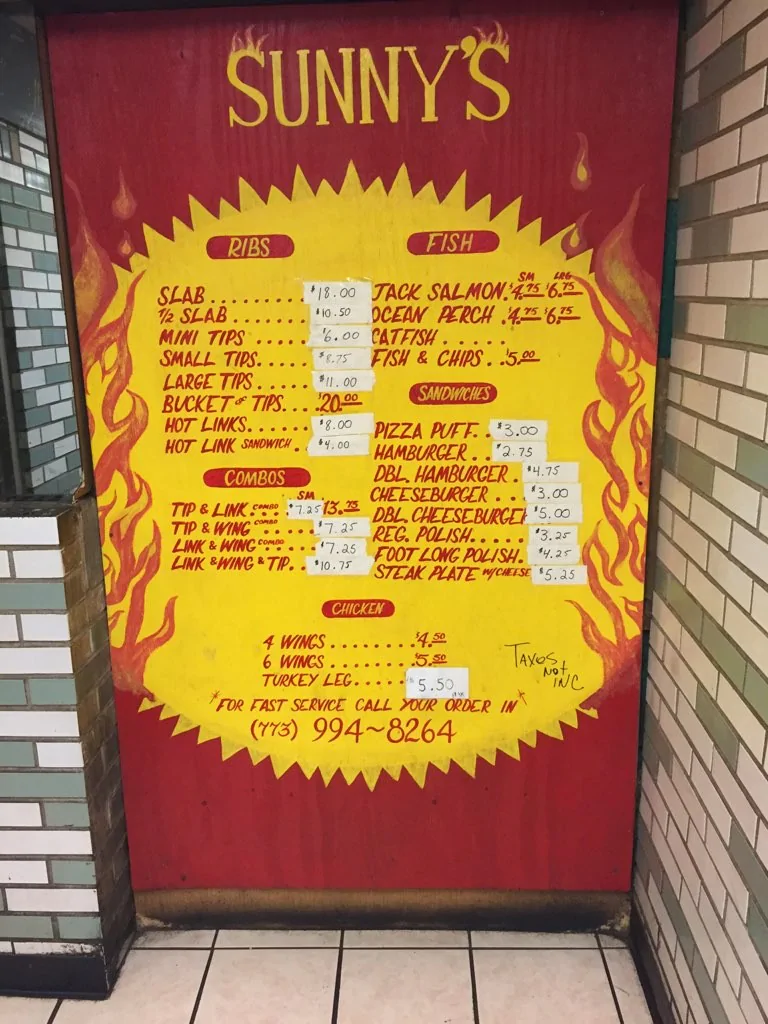 SUNNY'S
RIBS
SLAB........ $18.00
1/2 SLAB....... $10.50
MINI TIPS ..... $6.00
SMALL TIPS.... $8.75
LARGE TIPS.... $11.00
BUCKET OF TIPS... $20.00
HOT LINKS..... $8.00
HOT LINK SANDWICH.. $4.00
COMBOS
SM
TIP & LINK COMBO .. $7.25 13.75
TIP & WING COMBO ..... $7.25
LINK & WING COMBO ... $7.25
LINK & WING & TIP.. $10.75
FISH
SM LRG
JACK SALMON. $4.75 $6.75
OCEAN PERCH . $4.75 $6.75
CATFISH ......
FISH & CHIPS .. $5.00
SANDWICHES
PIZZA PUFF.. $3.00
HAMBURGER .. $2.75
DBL. HAMBURGER . $4.75
CHEESEBURGER ... $3.00
DBL. CHEESEBURGER $5.00
REG. POLISH..... $3.25
FOOT LONG POLISH. $4.25
STEAK PLATE W/CHEESE $5.25
CHICKEN
4 WINGS ........ $4.50
6 WINGS ........ $5.50
TURKEY LEG..... $5.50
TAXES NOT INC
"FOR FAST SERVICE CALL YOUR ORDER IN"
(773) 994~8264